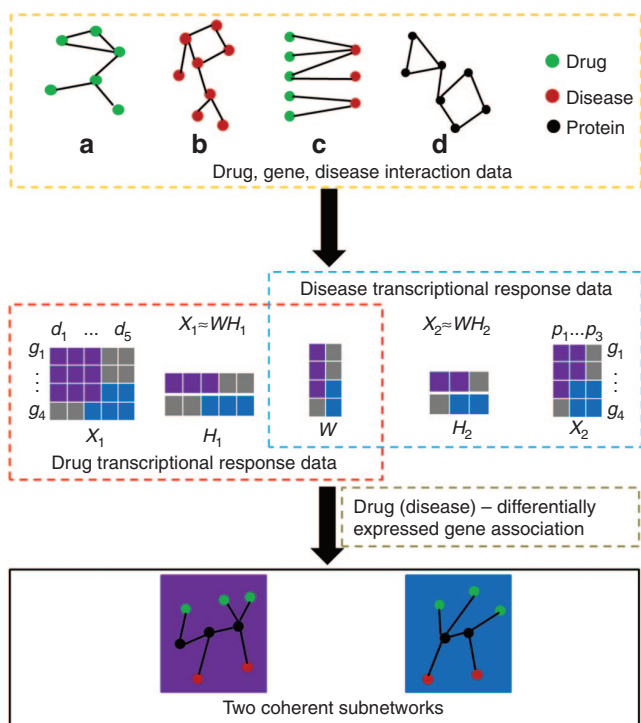 Drug
Disease
Protein
a b c d
Drug, gene, disease interaction data
Disease transcriptional response data
d1 ... d5 X1≈WH1 X2≈WH2 p1...p3
g1 g1
: :
g4 g4
X1 H1 W H2 X2
Drug transcriptional response data
Drug (disease) – differentially
expressed gene association
Two coherent subnetworks